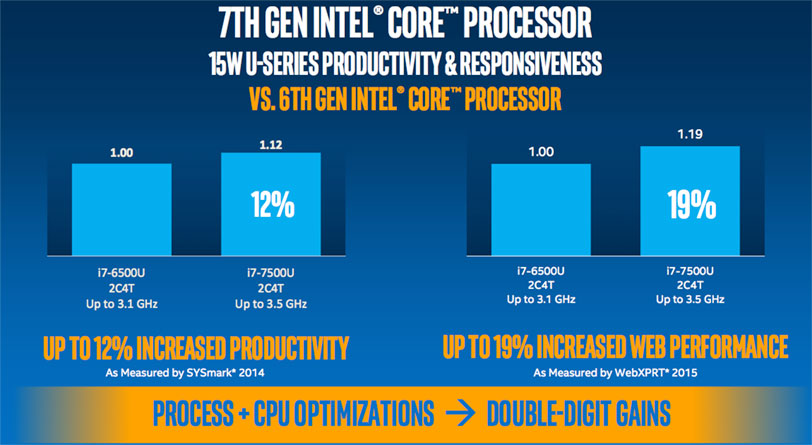 7TH GEN INTEL® CORE™ PROCESSOR
15W U-SERIES PRODUCTIVITY & RESPONSIVENESS
VS. 6TH GEN INTEL® CORE™ PROCESSOR
1.00
1.12
12%
i7-6500U
2C4T
Up to 3.1 GHz
i7-7500U
2C4T
Up to 3.5 GHz
UP TO 12% INCREASED PRODUCTIVITY
As Measured by SYSmark* 2014
1.00
1.19
19%
i7-6500U
2C4T
Up to 3.1 GHz
i7-7500U
2C4T
Up to 3.5 GHz
UP TO 19% INCREASED WEB PERFORMANCE
As Measured by WebXPRT* 2015
PROCESS + CPU OPTIMIZATIONS → DOUBLE-DIGIT GAINS